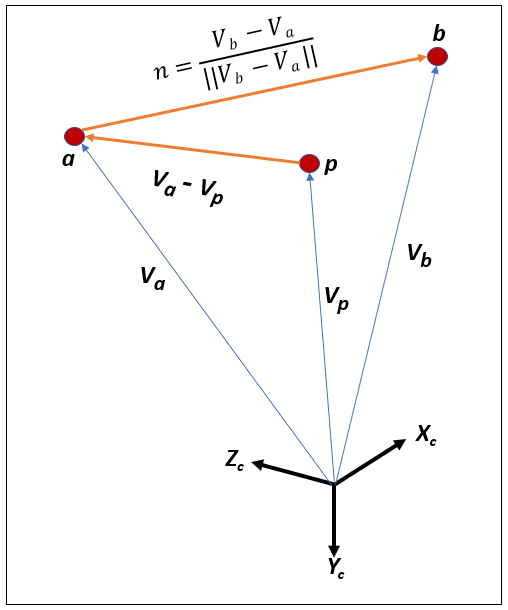 n = \frac{V_b - V_a}{||V_b - V_a||}
b
a
p
V_a - V_p
V_a
V_b
V_p
X_c
Z_c
Y_c